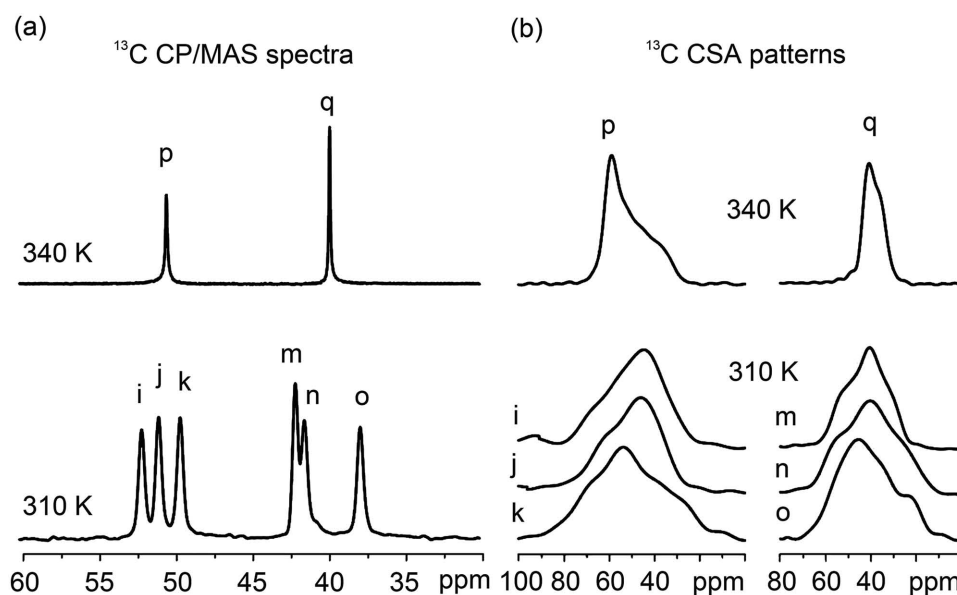 (a)
¹³C CP/MAS spectra
p
q
340 K
i
j
k
m
n
o
310 K
60 55 50 45 40 35 ppm
(b)
¹³C CSA patterns
p
q
340 K
310 K
i
j
k
m
n
o
100 80 60 40 ppm
80 60 40 ppm